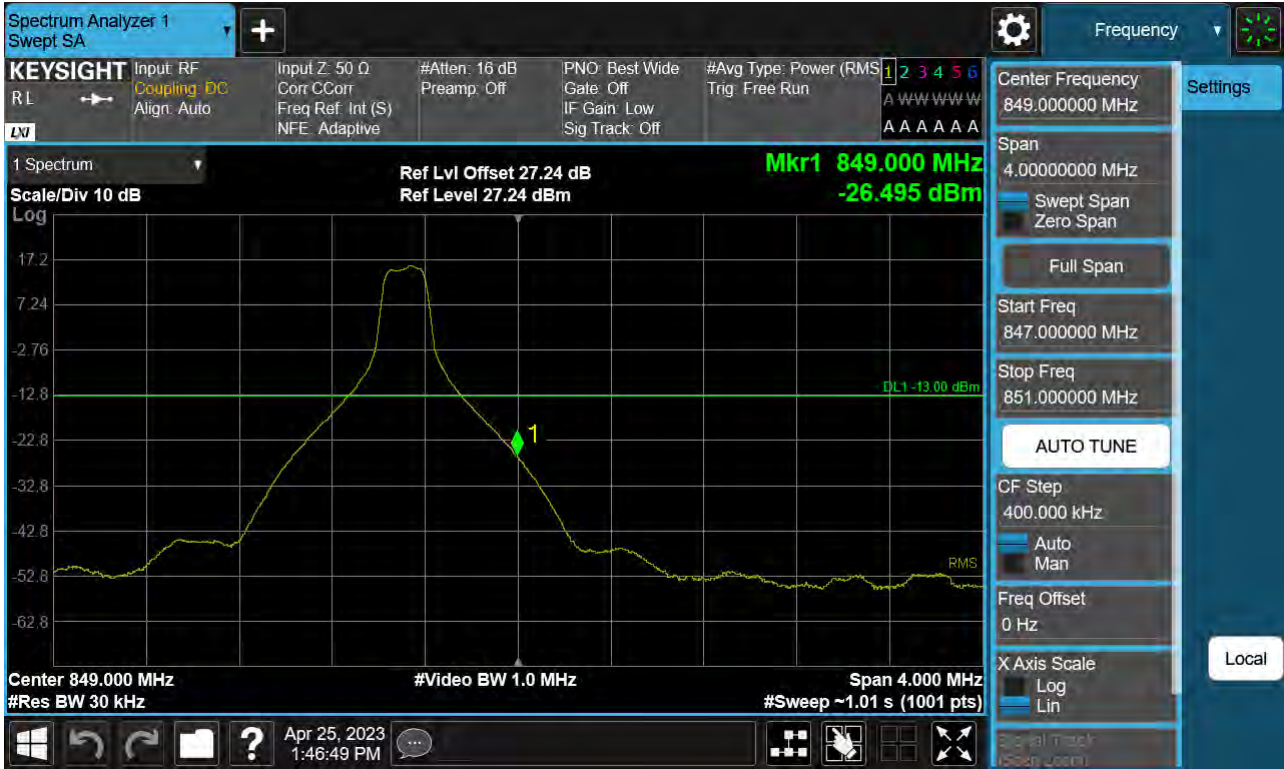 Spectrum Analyzer 1
Swept SA
Frequency
KEYSIGHT
R L
LXI
Input: RF
Coupling: DC
Align: Auto
Input Z: 50 Ω
Corr CCorr
Freq Ref: Int (S)
NFE: Adaptive
#Atten: 16 dB
Preamp: Off
PNO: Best Wide
Gate: Off
IF Gain: Low
Sig Track: Off
#Avg Type: Power (RMS
Trig: Free Run
1 2 3 4 5 6
A W W W W W
A A A A A A
1 Spectrum
Scale/Div 10 dB
Log
Ref Lvl Offset 27.24 dB
Ref Level 27.24 dBm
Mkr1 849.000 MHz
-26.495 dBm
17.2
7.24
-2.76
-12.8
-22.8
-32.8
-42.8
-52.8
-62.8
DL1 -13.00 dBm
1
RMS
Center 849.000 MHz
#Res BW 30 kHz
#Video BW 1.0 MHz
Span 4.000 MHz
#Sweep ~1.01 s (1001 pts)
Center Frequency
849.000000 MHz
Settings
Span
4.00000000 MHz
Swept Span
Zero Span
Full Span
Start Freq
847.000000 MHz
Stop Freq
851.000000 MHz
AUTO TUNE
CF Step
400.000 kHz
Auto
Man
Freq Offset
0 Hz
X Axis Scale
Log
Lin
Signal Track
(Span Zoom)
Local
?
Apr 25, 2023
1:46:49 PM